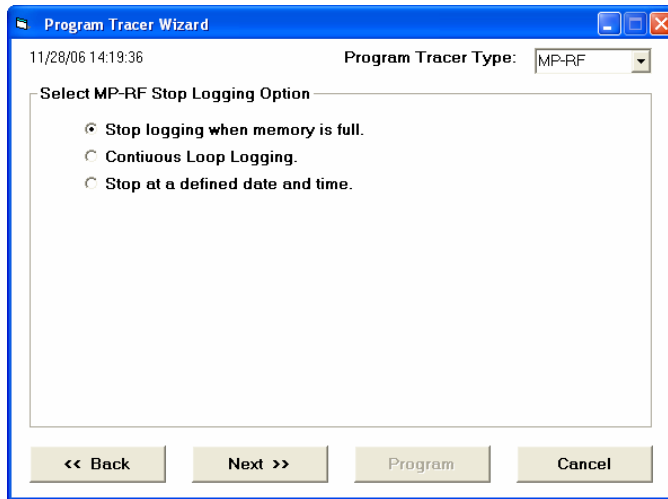 Program Tracer Wizard
11/28/06 14:19:36 Program Tracer Type: MP-RF
Select MP-RF Stop Logging Option
Stop logging when memory is full.
Contiuous Loop Logging.
Stop at a defined date and time.
<< Back Next >> Program Cancel